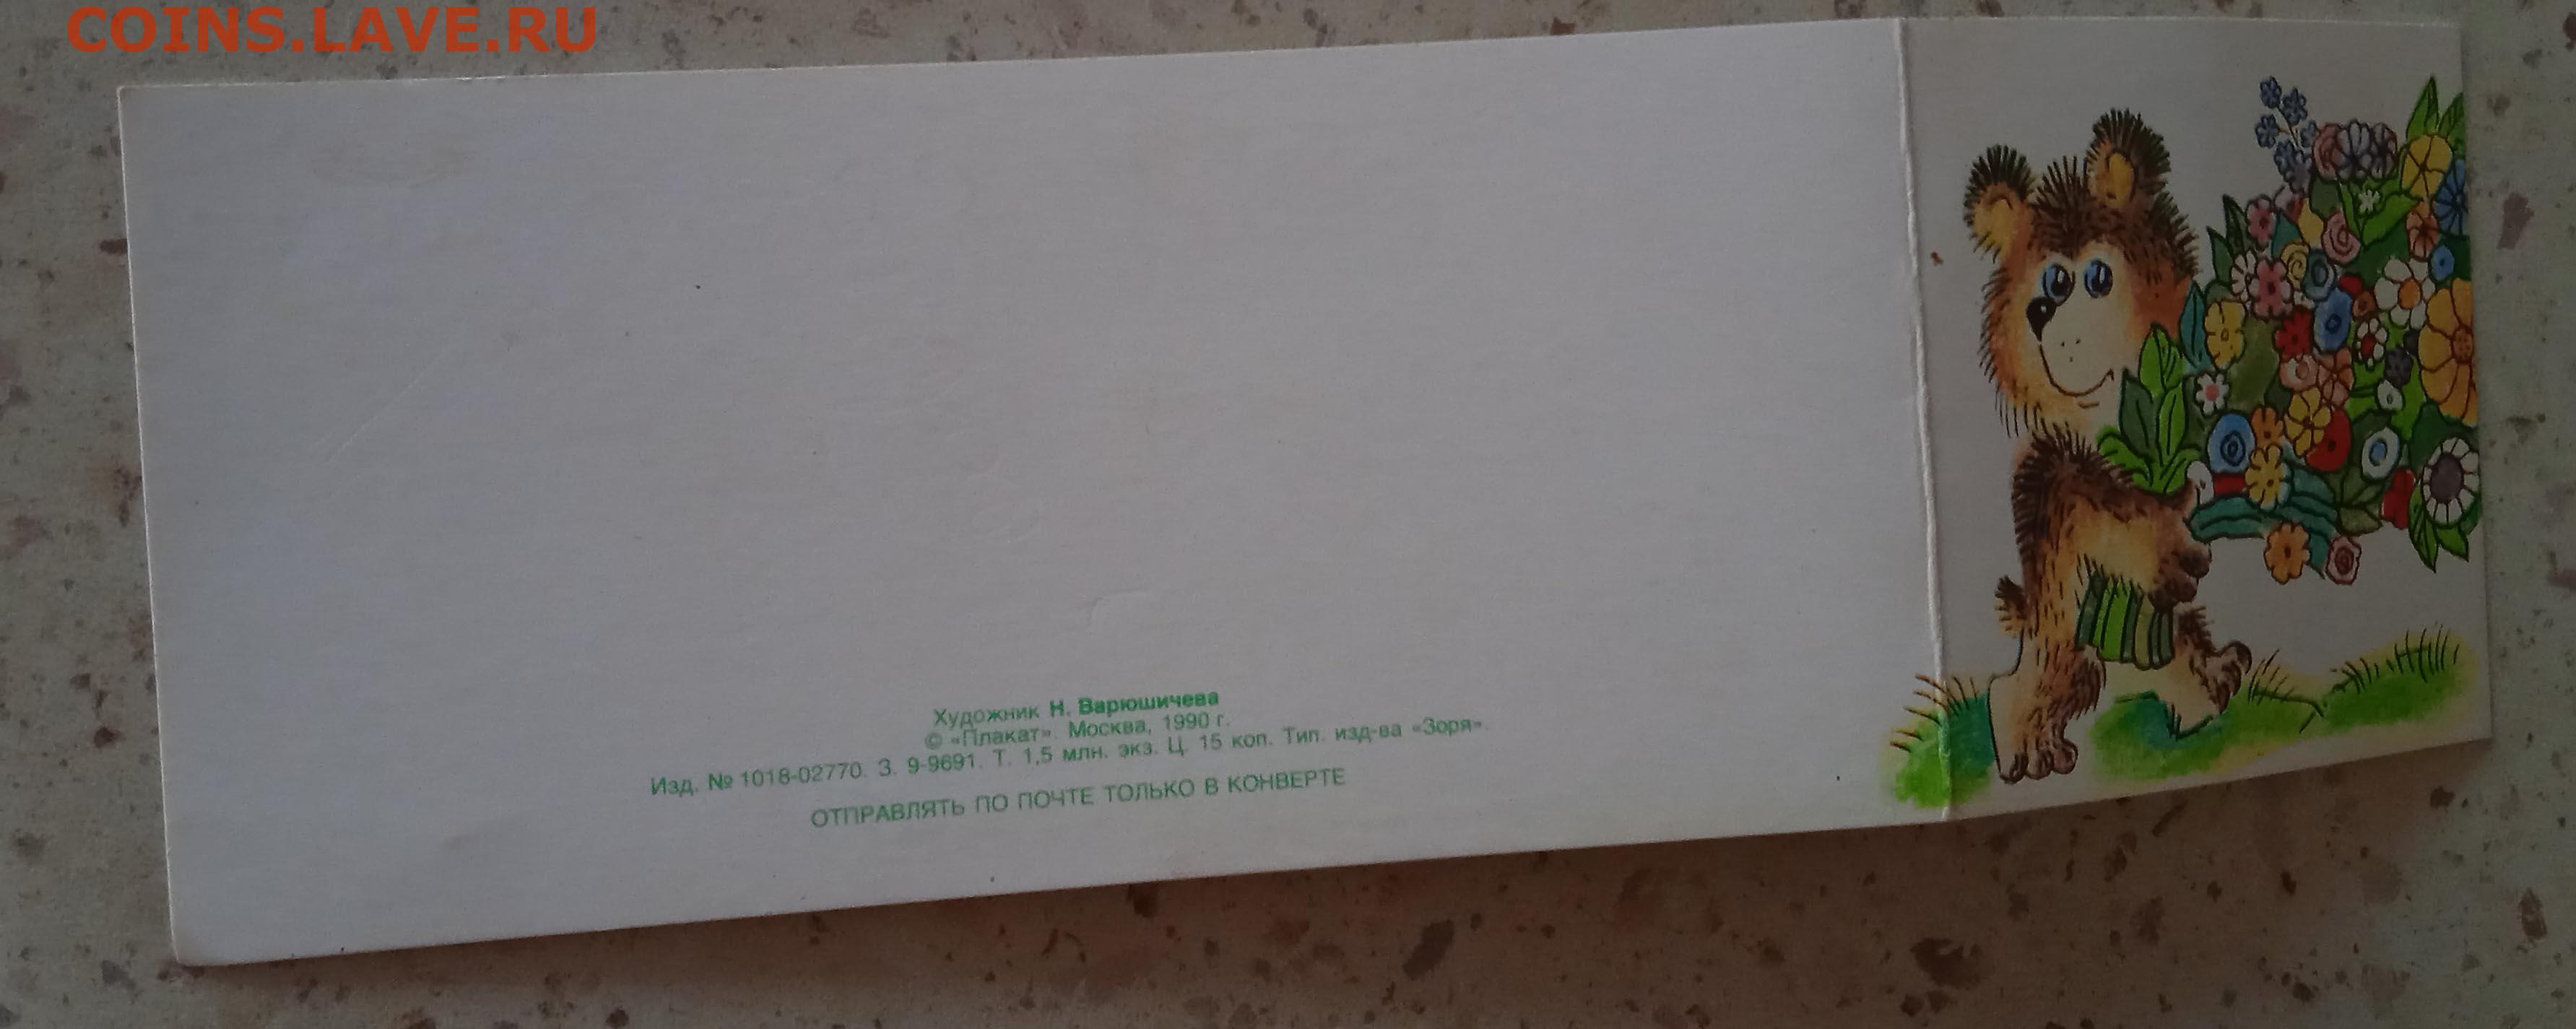 COINS.LAVE.RU
Художник Н. Варюшичева
© «Плакат». Москва, 1990 г.
Изд. № 1018-02770. З. 9-9691. Т. 1,5 млн. экз. Ц. 15 коп. Тип. изд-ва «Зоря».
ОТПРАВЛЯТЬ ПО ПОЧТЕ ТОЛЬКО В КОНВЕРТЕ